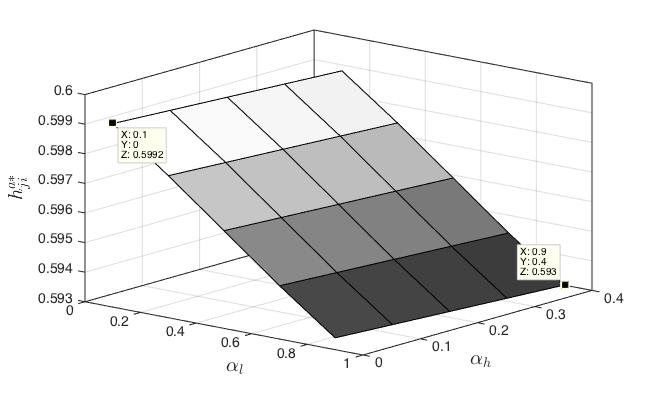 0.6
0.599
X: 0.1
Y: 0
Z: 0.5992
0.598
0.597
0.596
0.595
0.594
0.593
h_{ji}^{a*}
X: 0.9
Y: 0.4
Z: 0.593
0
0.2
0.4
0.6
0.8
1
α_l
0
0.1
0.2
0.3
0.4
α_h